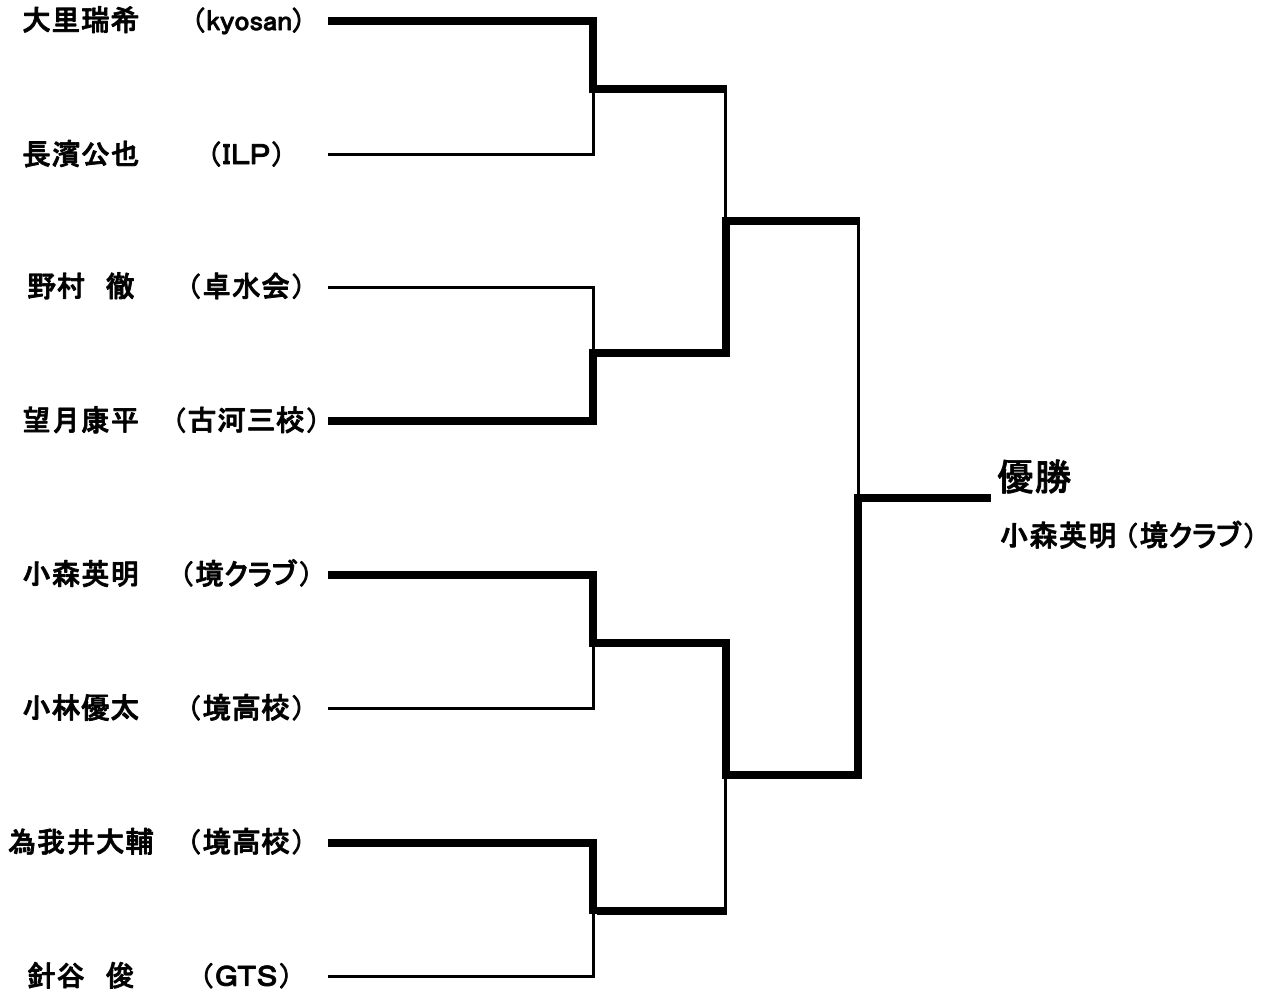 大里瑞希 （kyosan）
長濱公也 （ILP）
野村　徹 （卓水会）
望月康平 （古河三校）
優勝
小森英明（境クラブ）
小森英明 （境クラブ）
小林優太 （境高校）
為我井大輔 （境高校）
針谷　俊 （GTS）